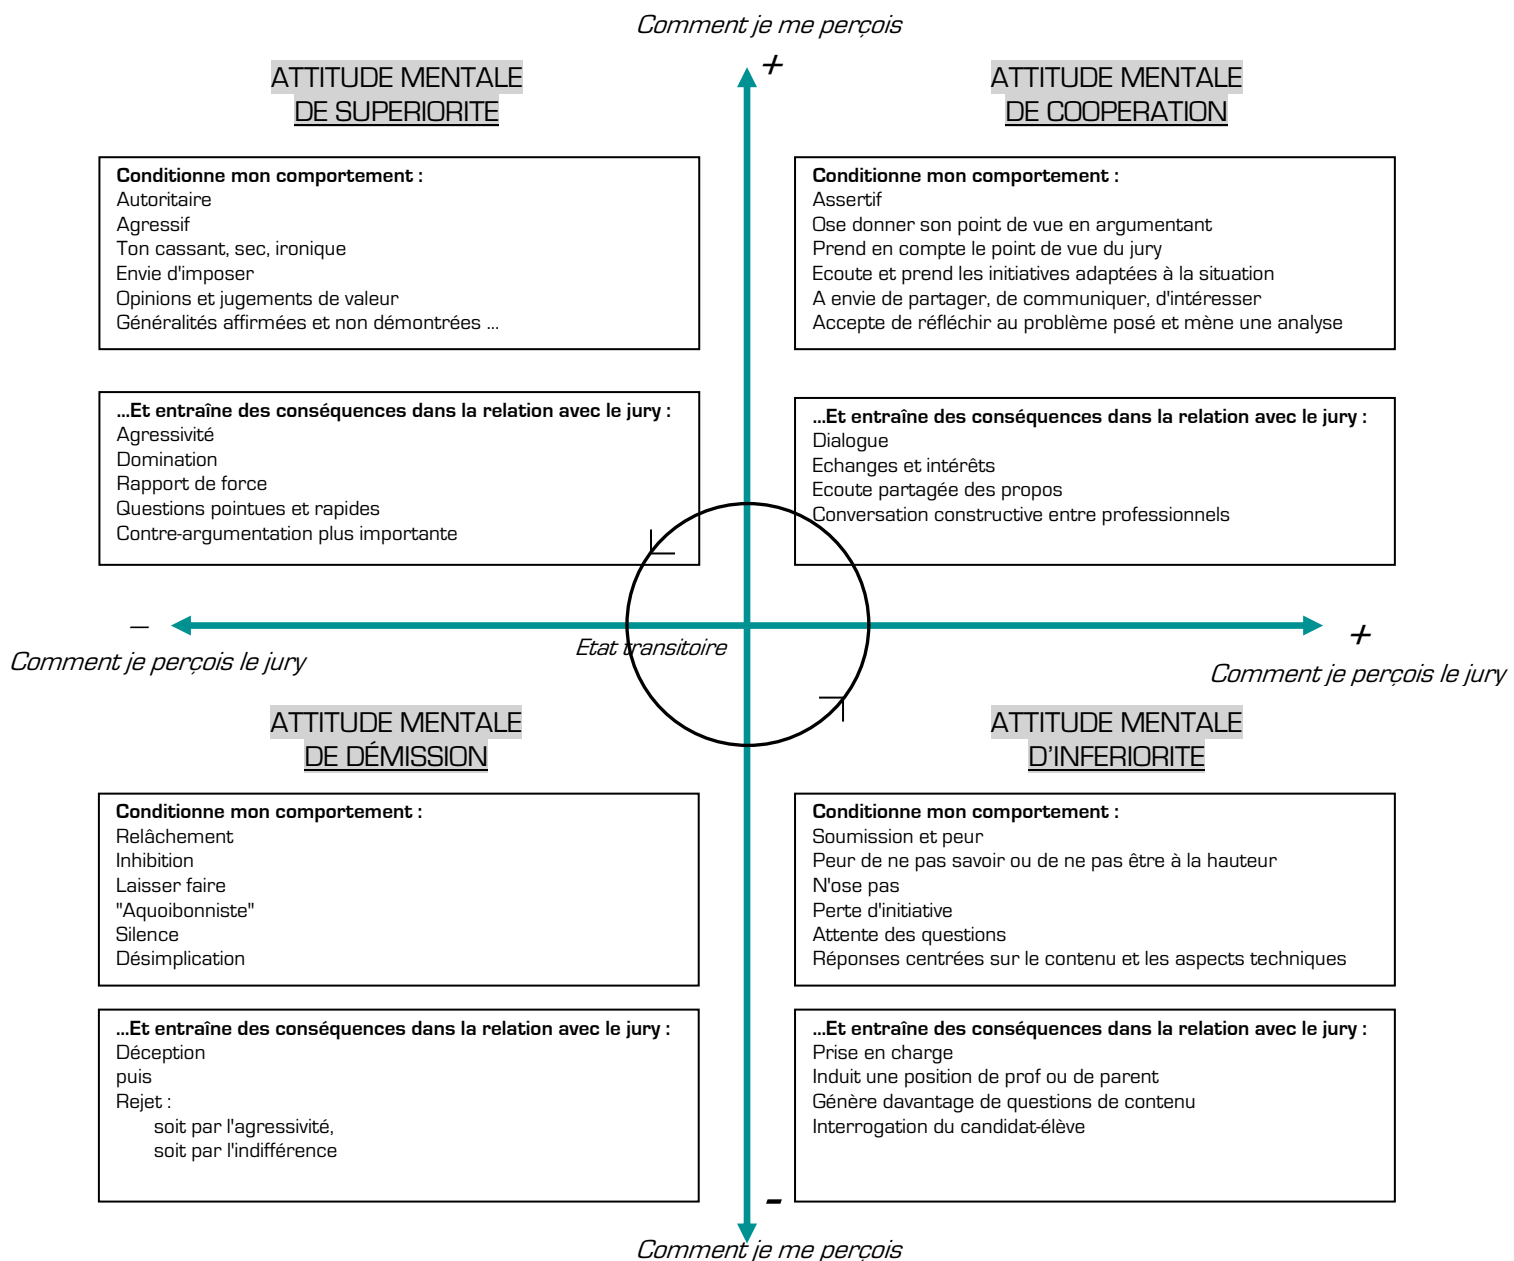 Comment je me perçois
+
ATTITUDE MENTALE
DE SUPERIORITE
Conditionne mon comportement :
Autoritaire
Agressif
Ton cassant, sec, ironique
Envie d'imposer
Opinions et jugements de valeur
Généralités affirmées et non démontrées ...
...Et entraîne des conséquences dans la relation avec le jury :
Agressivité
Domination
Rapport de force
Questions pointues et rapides
Contre-argumentation plus importante
ATTITUDE MENTALE
DE COOPERATION
Conditionne mon comportement :
Assertif
Ose donner son point de vue en argumentant
Prend en compte le point de vue du jury
Ecoute et prend les initiatives adaptées à la situation
A envie de partager, de communiquer, d'intéresser
Accepte de réfléchir au problème posé et mène une analyse
...Et entraîne des conséquences dans la relation avec le jury :
Dialogue
Echanges et intérêts
Ecoute partagée des propos
Conversation constructive entre professionnels
–
Comment je perçois le jury
Etat transitoire
+
Comment je perçois le jury
ATTITUDE MENTALE
DE DÉMISSION
Conditionne mon comportement :
Relâchement
Inhibition
Laisser faire
"Aquoibonniste"
Silence
Désimplication
...Et entraîne des conséquences dans la relation avec le jury :
Déception
puis
Rejet :
soit par l'agressivité,
soit par l'indifférence
ATTITUDE MENTALE
D'INFERIORITE
Conditionne mon comportement :
Soumission et peur
Peur de ne pas savoir ou de ne pas être à la hauteur
N'ose pas
Perte d'initiative
Attente des questions
Réponses centrées sur le contenu et les aspects techniques
...Et entraîne des conséquences dans la relation avec le jury :
Prise en charge
Induit une position de prof ou de parent
Génère davantage de questions de contenu
Interrogation du candidat-élève
-
Comment je me perçois